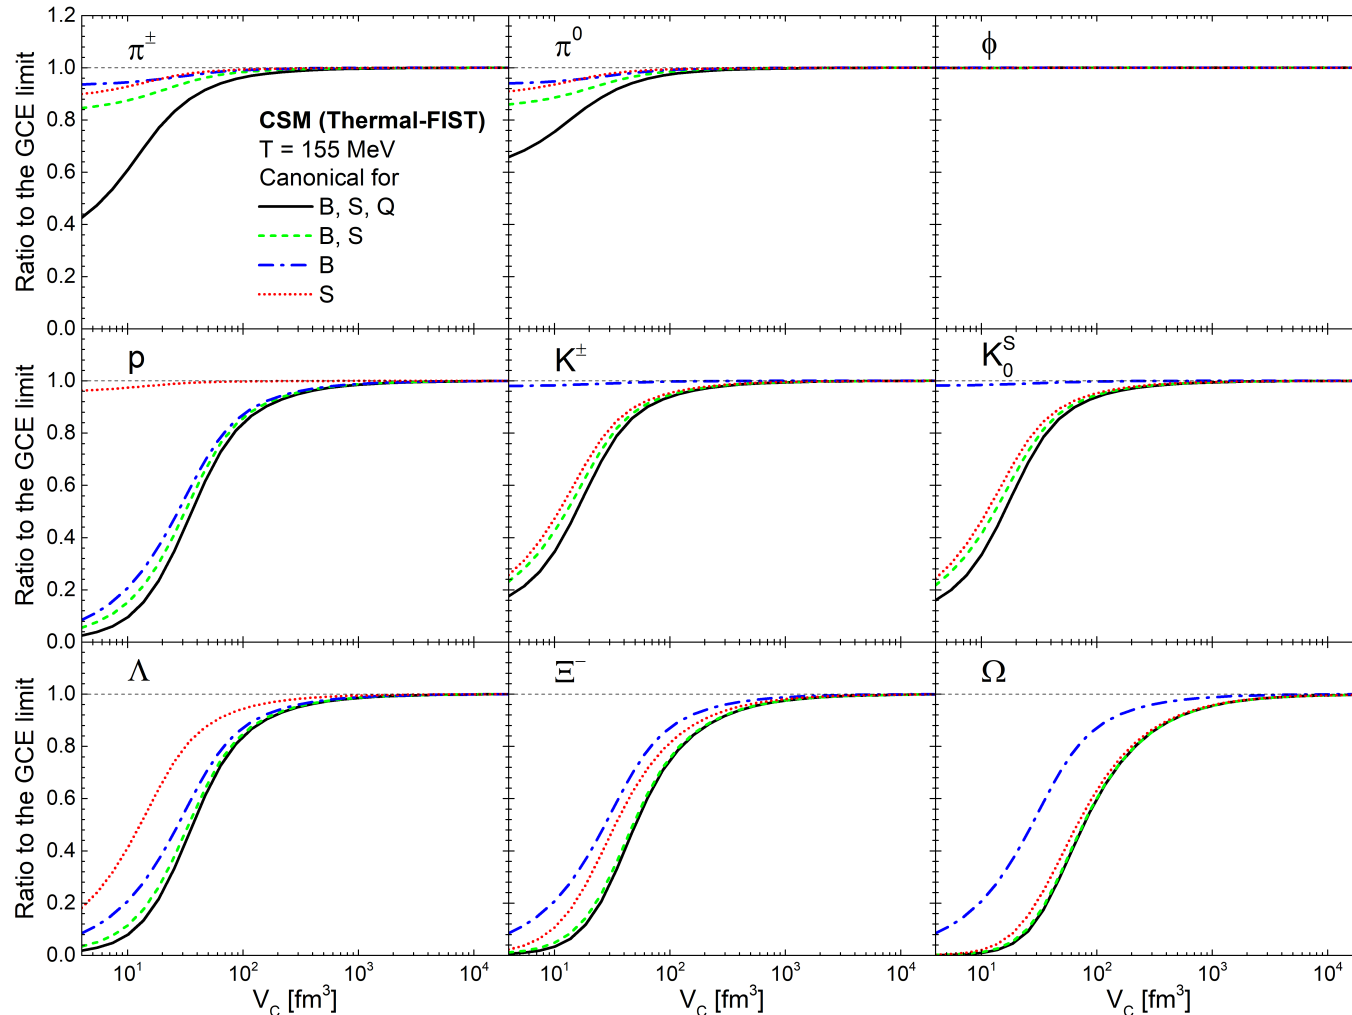 1.2
1.0
0.8
0.6
0.4
0.2
0.0
Ratio to the GCE limit
π±
CSM (Thermal-FIST)
T = 155 MeV
Canonical for
B, S, Q
B, S
B
S
π0
ϕ
1.0
0.8
0.6
0.4
0.2
0.0
Ratio to the GCE limit
p
K±
K0S
1.0
0.8
0.6
0.4
0.2
0.0
Ratio to the GCE limit
Λ
Ξ−
Ω
10¹ 10² 10³ 10⁴
10¹ 10² 10³ 10⁴
10¹ 10² 10³ 10⁴
VC [fm³]
VC [fm³]
VC [fm³]